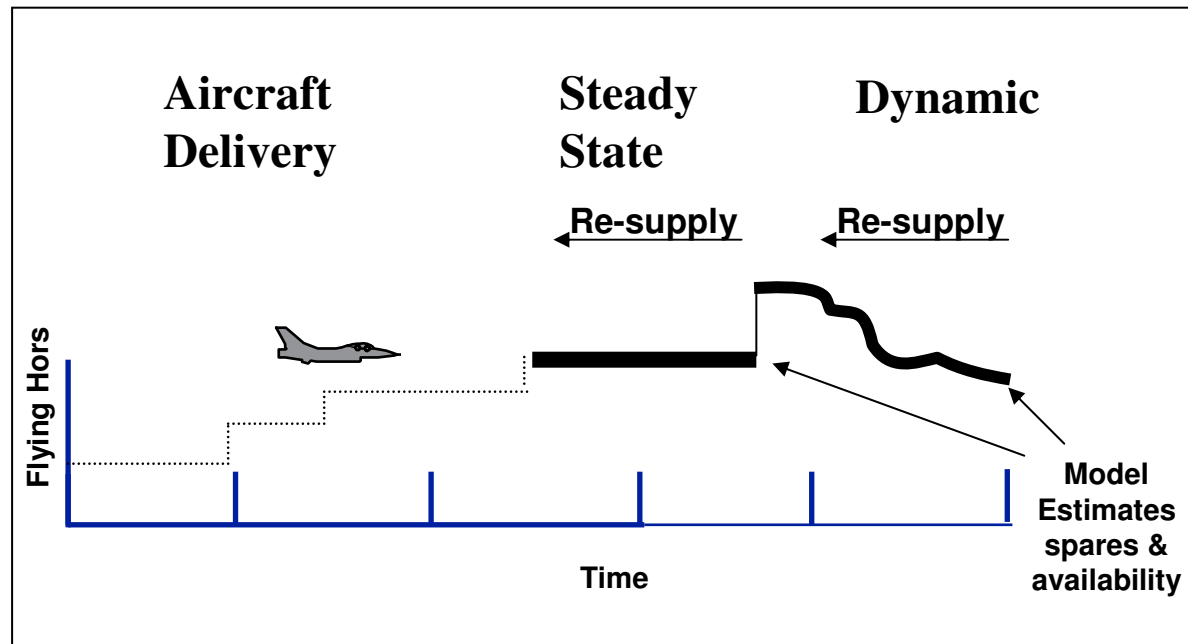 Aircraft
Delivery
Steady
State
Dynamic
Re-supply
Re-supply
Flying Hors
Time
Model
Estimates
spares &
availability